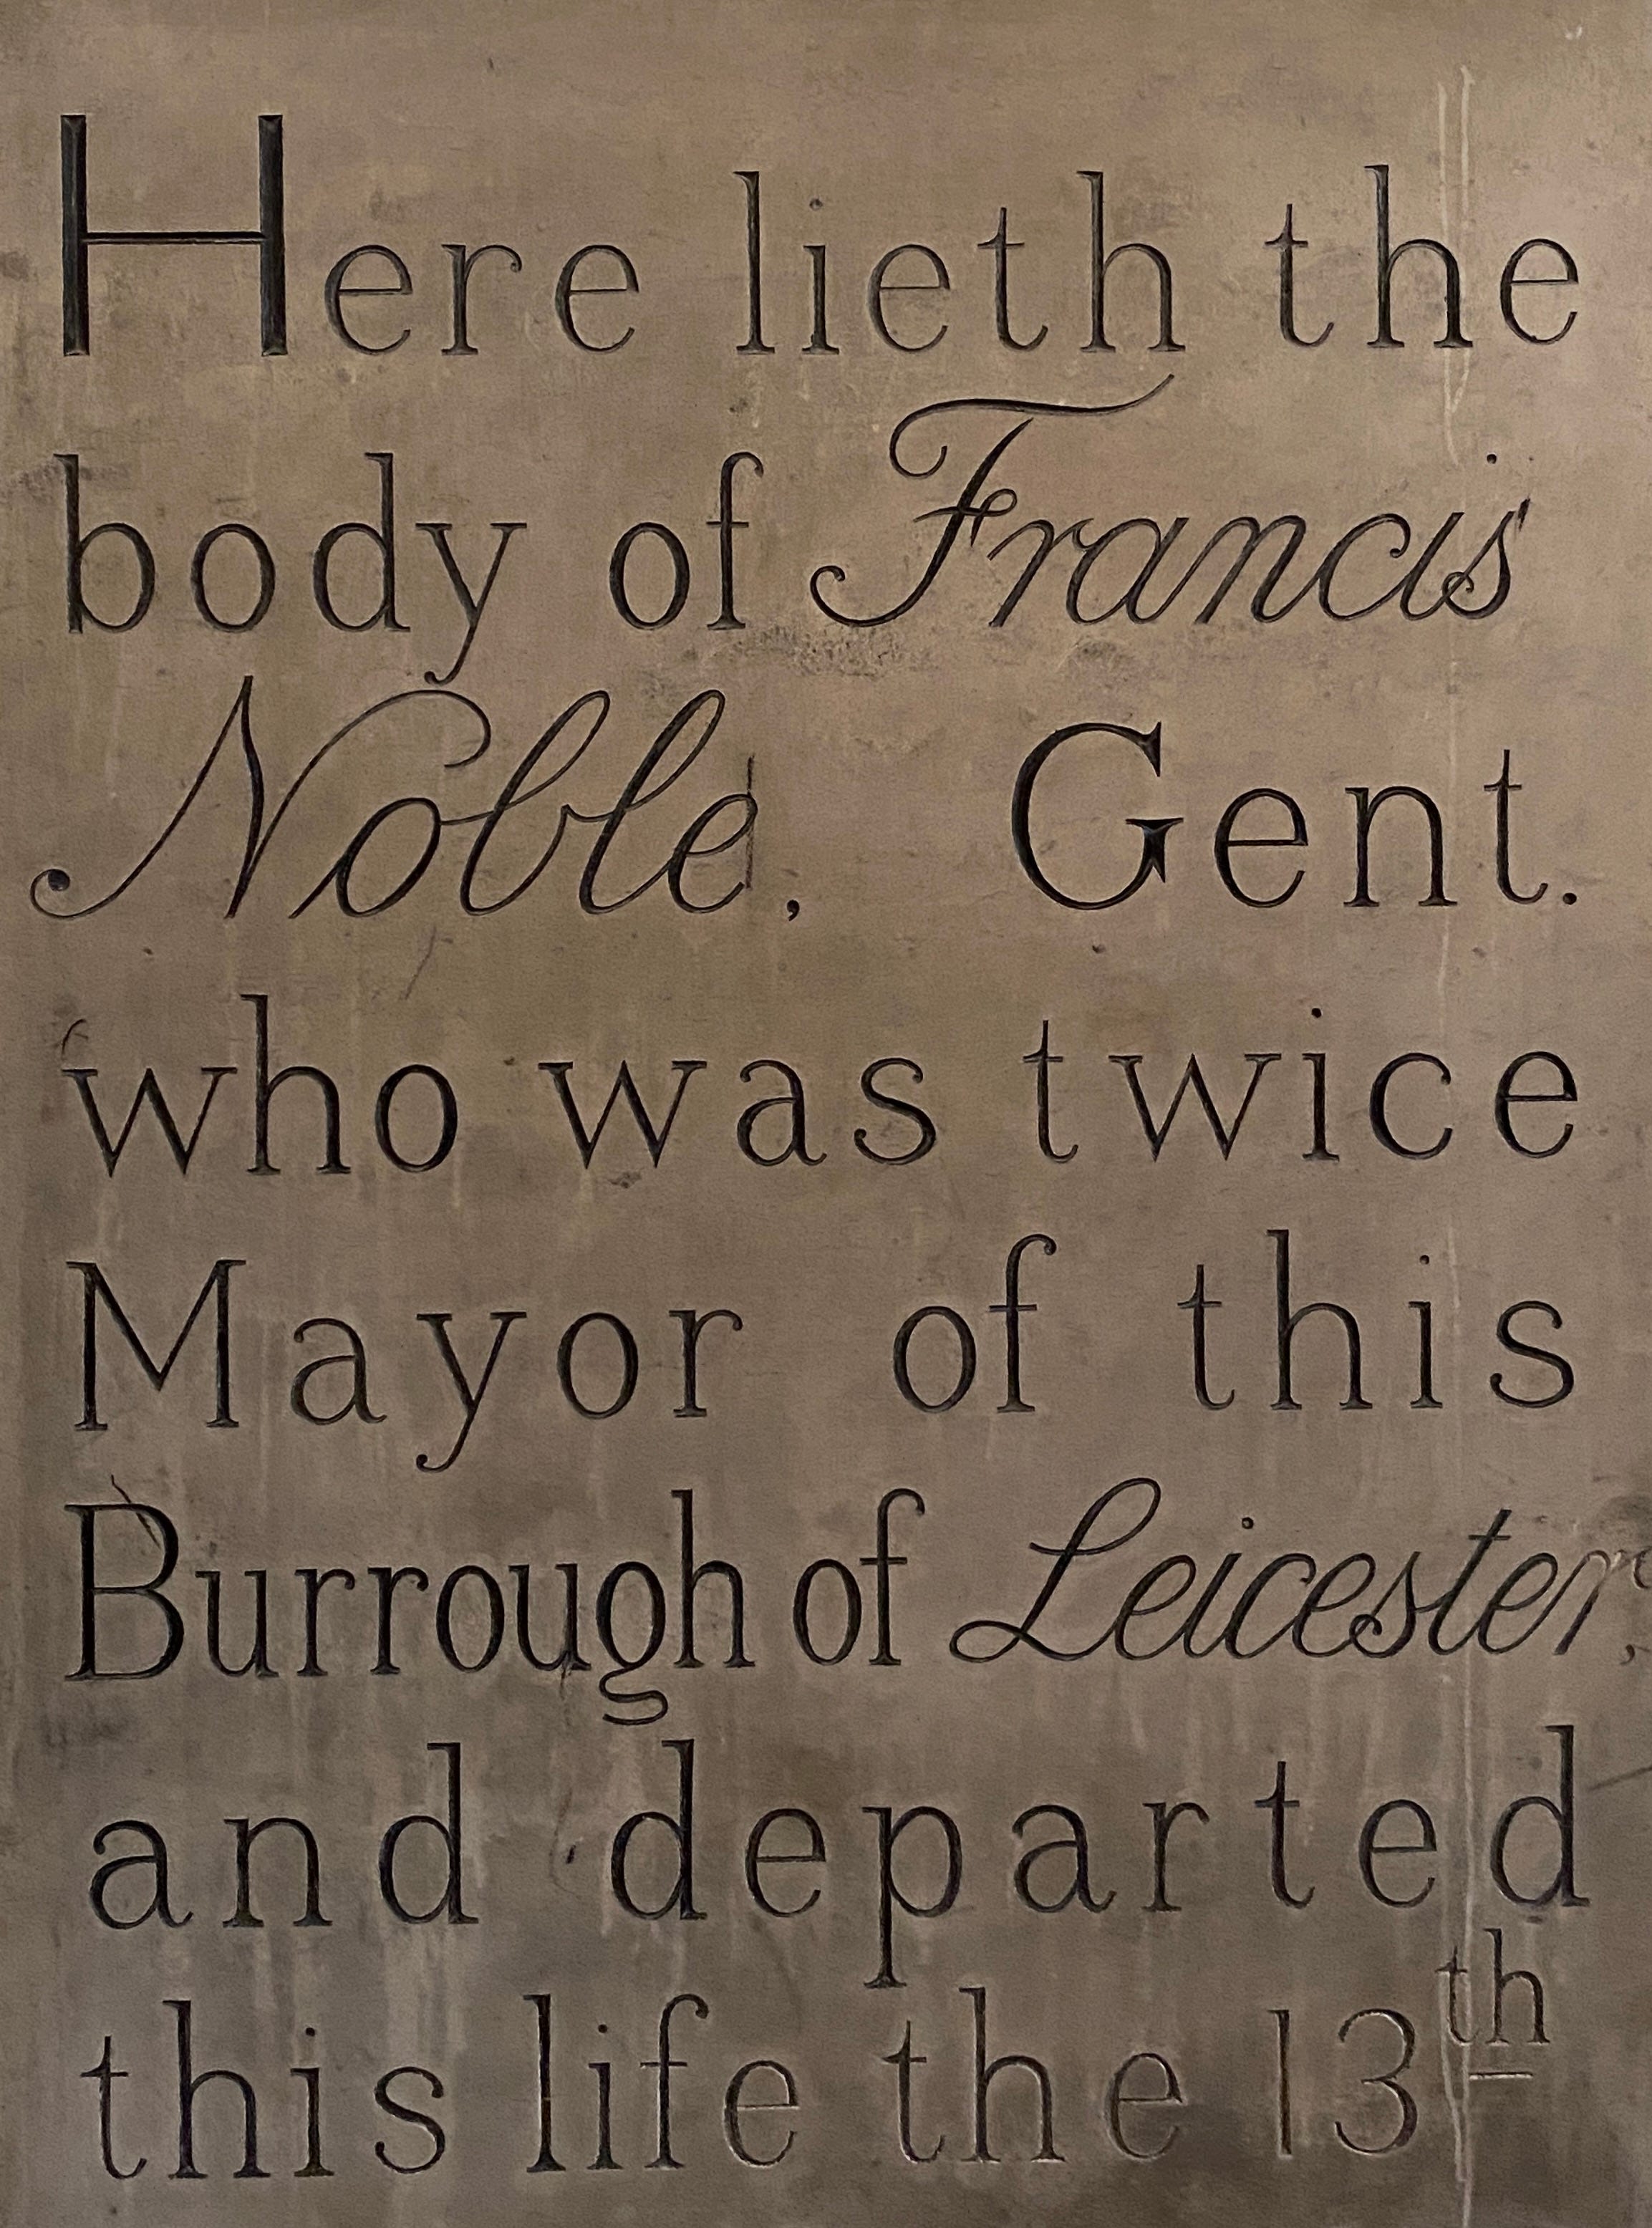 Here lieth the
body of Francis
Noble, Gent.
who was twice
Mayor of this
Burrough of Leicester,
and departed
this life the 13th